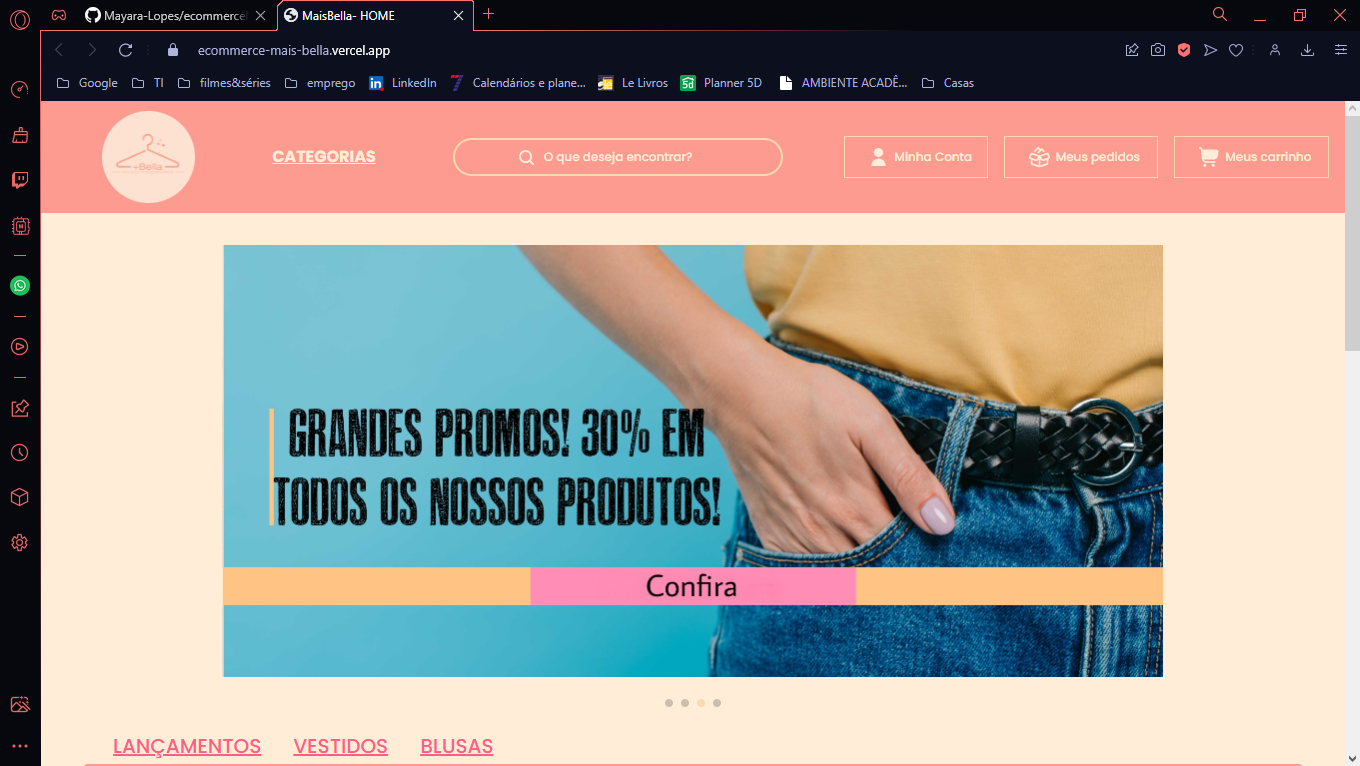 Mayara-Lopes/ecommerce
MaisBella- HOME
ecommerce-mais-bella.vercel.app
Google
TI
filmes&séries
emprego
LinkedIn
Calendários e plane...
Le Livros
Planner 5D
AMBIENTE ACADÊ...
Casas
+Bella
CATEGORIAS
O que deseja encontrar?
Minha Conta
Meus pedidos
Meus carrinho
GRANDES PROMOS! 30% EM
TODOS OS NOSSOS PRODUTOS!
Confira
LANÇAMENTOS
VESTIDOS
BLUSAS